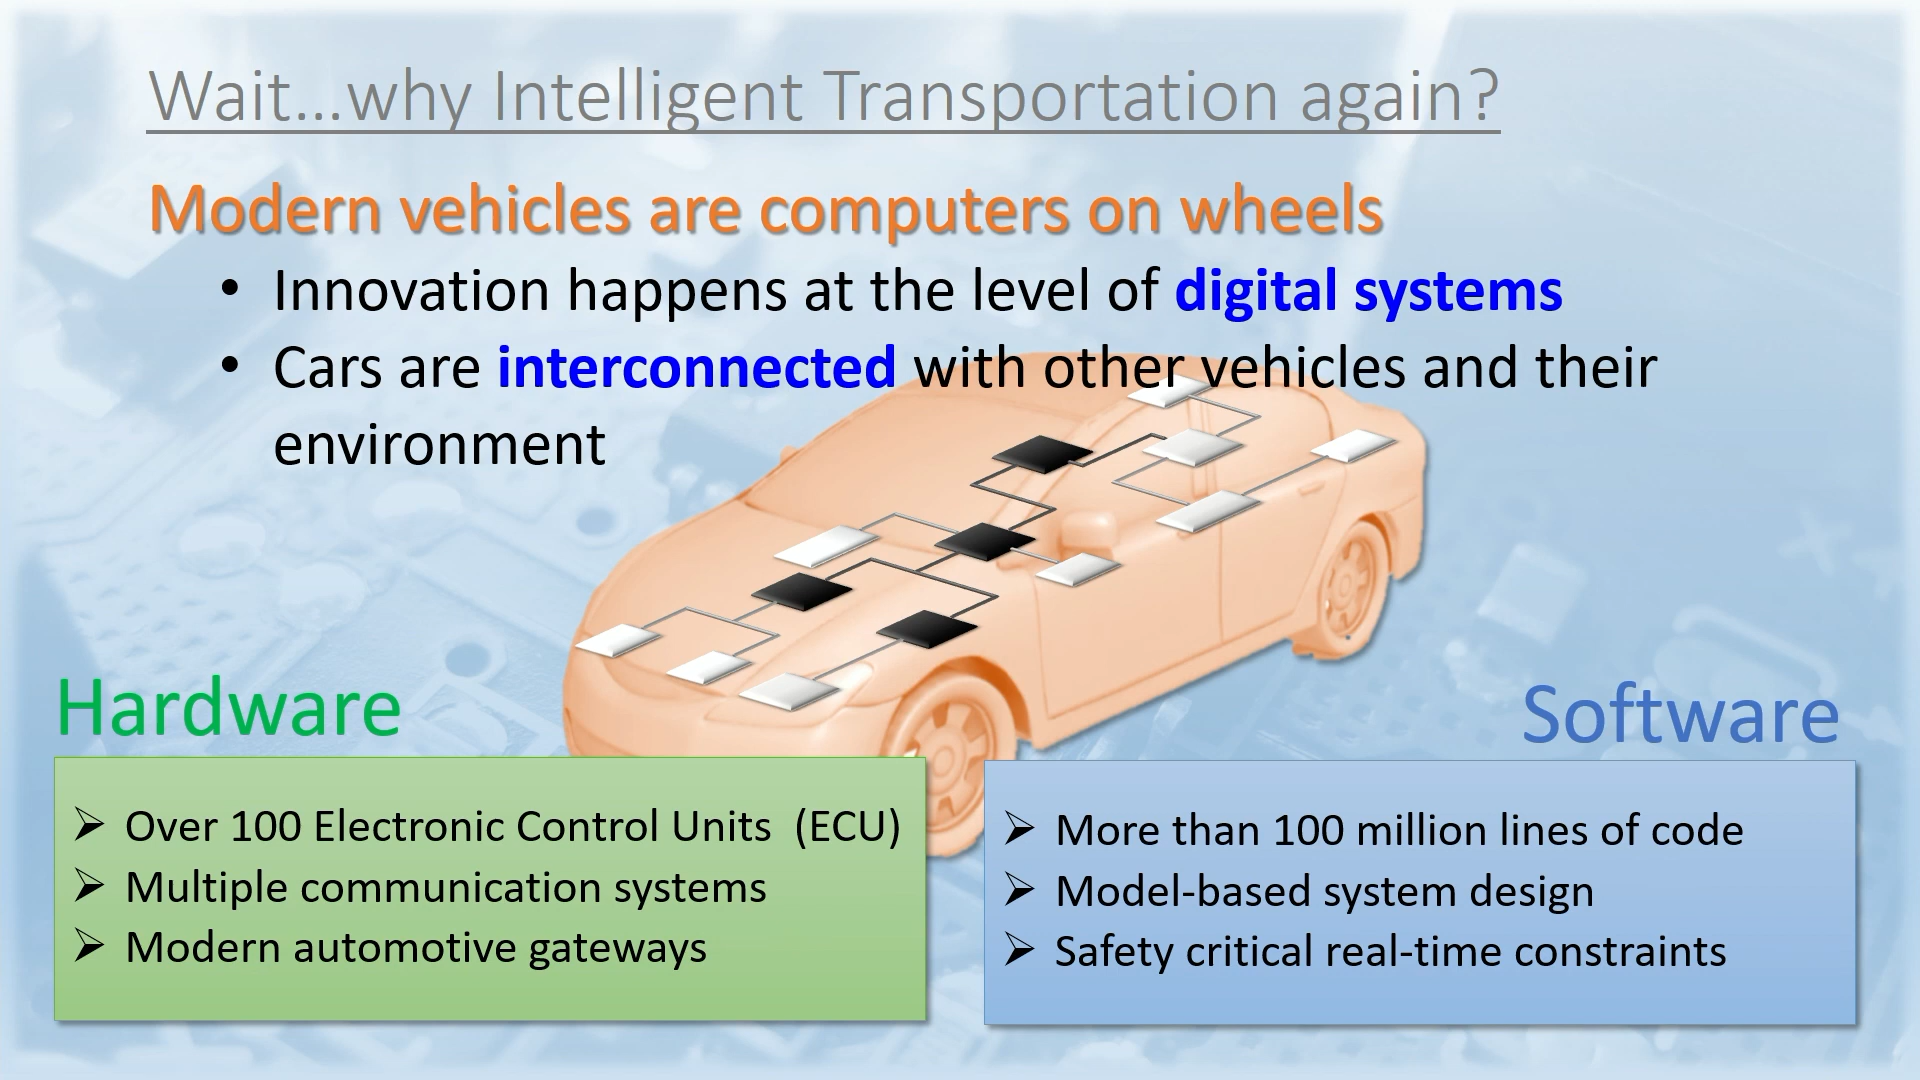 Wait...why Intelligent Transportation again?
Modern vehicles are computers on wheels
• Innovation happens at the level of digital systems
• Cars are interconnected with other vehicles and their
environment
Hardware
➢ Over 100 Electronic Control Units (ECU)
➢ Multiple communication systems
➢ Modern automotive gateways
Software
➢ More than 100 million lines of code
➢ Model-based system design
➢ Safety critical real-time constraints